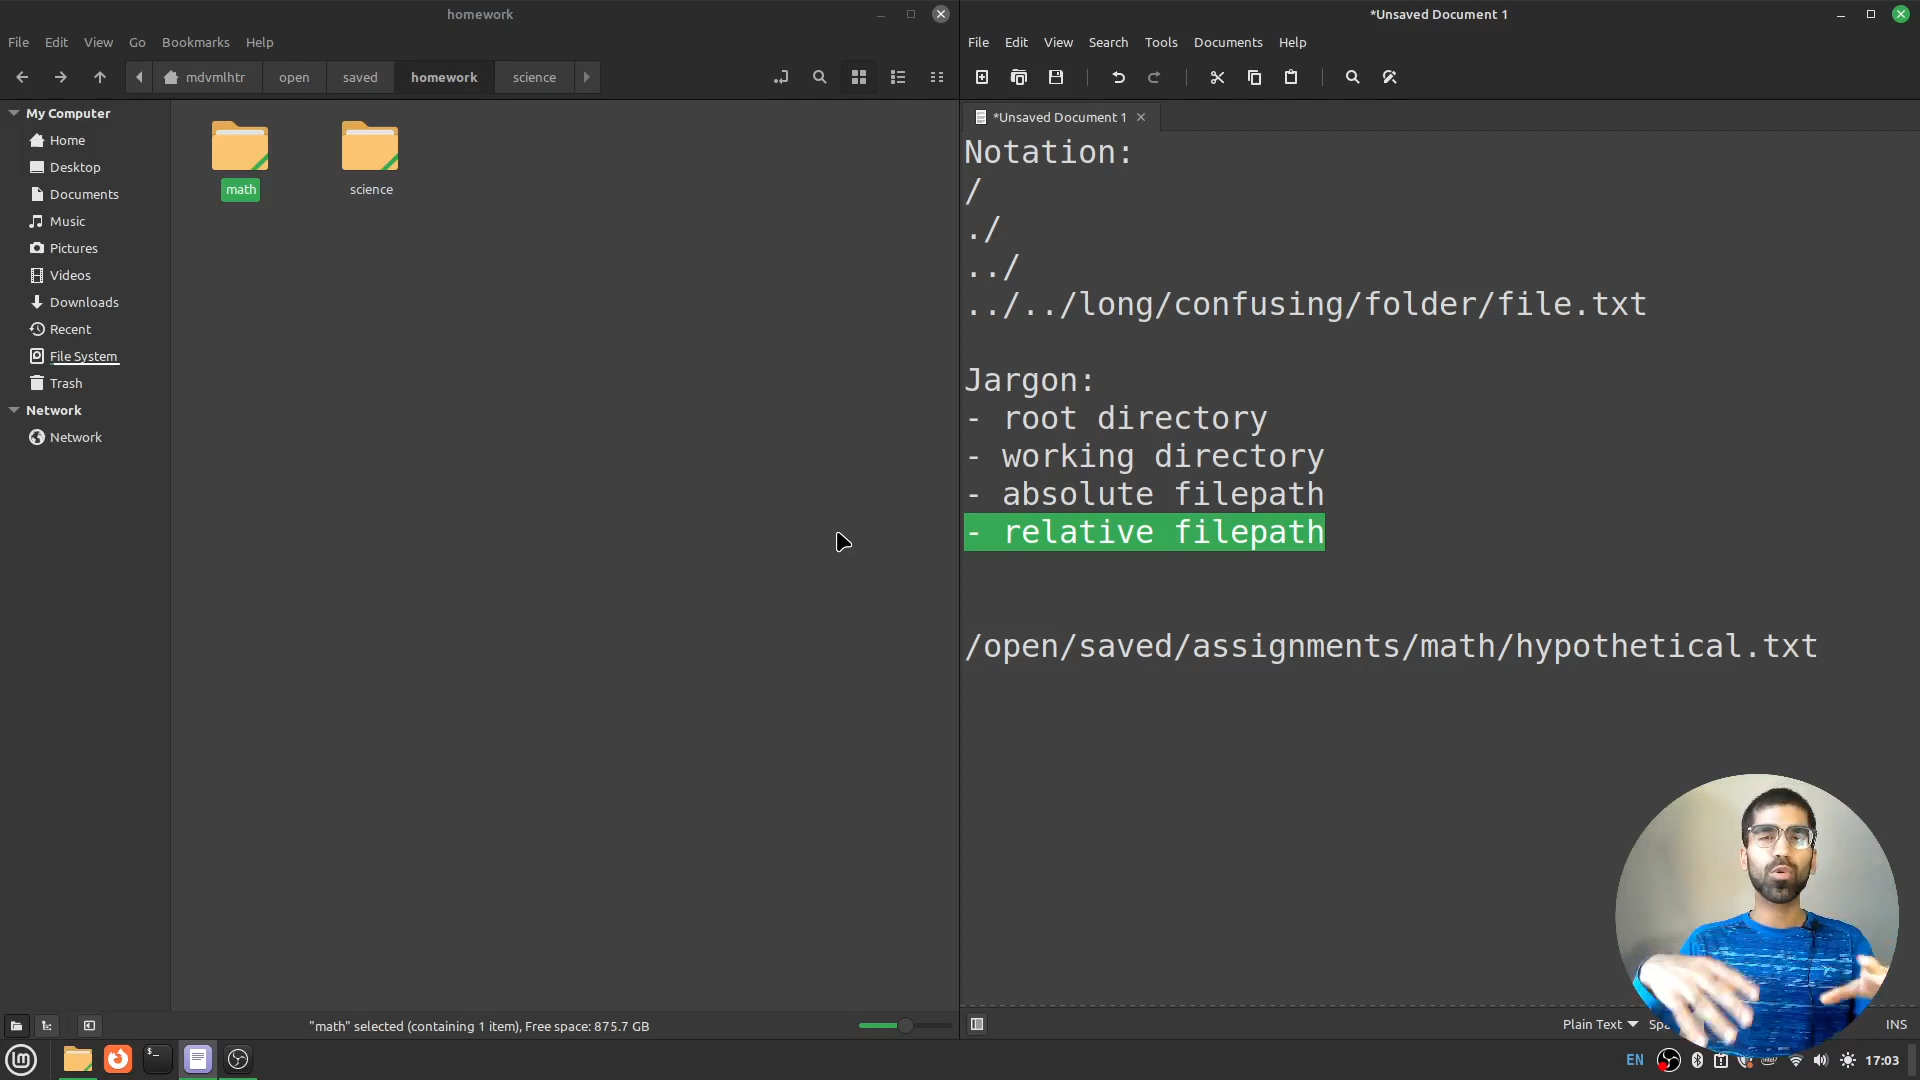 homework
File Edit View Go Bookmarks Help
mdvmlhtr open saved homework science
My Computer
Home
Desktop
Documents
Music
Pictures
Videos
Downloads
Recent
File System
Trash
Network
Network
math
science
"math" selected (containing 1 item), Free space: 875.7 GB
*Unsaved Document 1
File Edit View Search Tools Documents Help
*Unsaved Document 1
Notation:
/
./
../
../../long/confusing/folder/file.txt
Jargon:
- root directory
- working directory
- absolute filepath
- relative filepath
/open/saved/assignments/math/hypothetical.txt
Plain Text
INS
EN
17:03